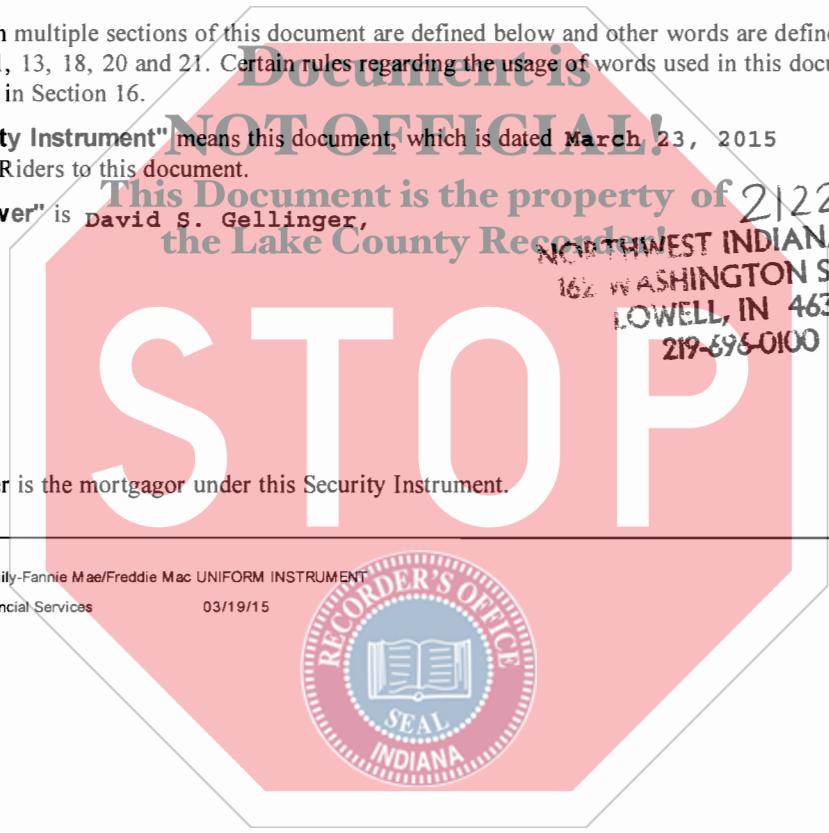 multiple sections of this document are defined below and other words are define
, 13, 18, 20 and 21. Certain rules regarding the usage of words used in this docu
in Section 16.
ty Instrument" means this document, which is dated March 23, 2015
Riders to this document.
ver" is David S. Gellinger,
r is the mortgagor under this Security Instrument.
ily-Fannie Mae/Freddie Mac UNIFORM INSTRUMENT
ncial Services 03/19/15
Document is
NOT OFFICIAL!
This Document is the property of
the Lake County Recorder!
2122
NORTHWEST INDIAN
162 WASHINGTON S
LOWELL, IN 463
219-696-0100
STOP
RECORDER'S OFFICE
SEAL
INDIANA